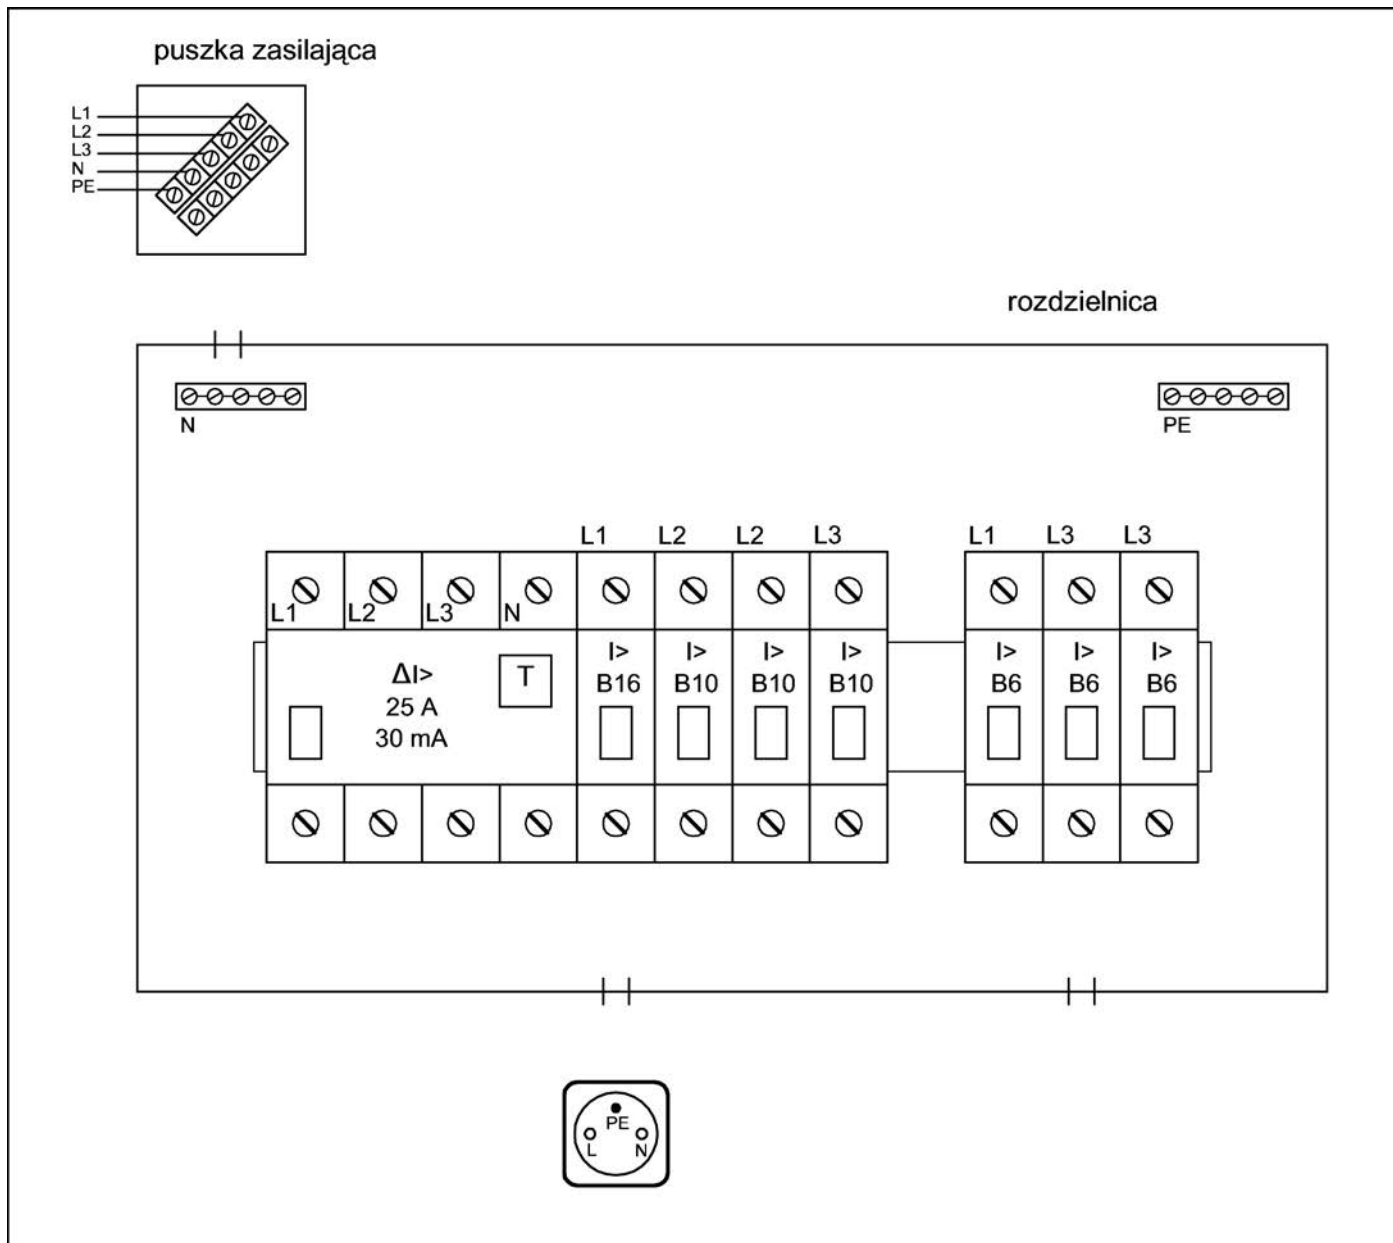 puszka zasilająca
L1
L2
L3
N
PE
rozdzielnica
N
PE
L1 L2 L2 L3 L1 L3 L3
L1 L2 L3 N
ΔI> T I> I> I> I> I> I> I>
25 A B16 B10 B10 B10 B6 B6 B6
30 mA
PE
L N